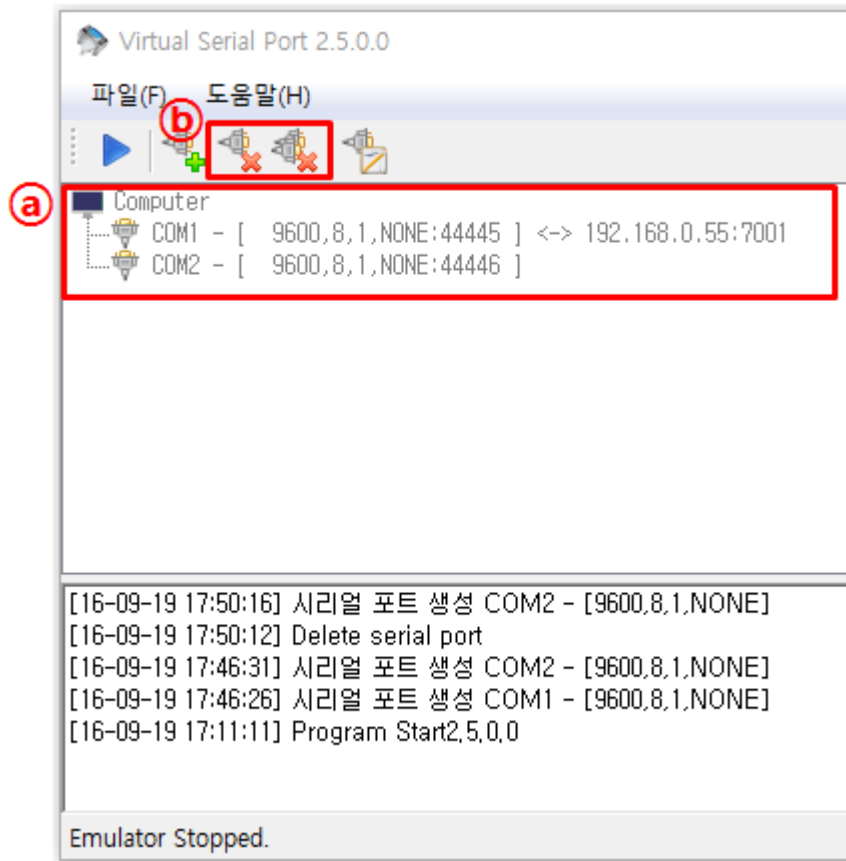 Virtual Serial Port 2.5.0.0
파일(F) 도움말(H)
ⓑ
ⓐ
Computer
COM1 - [ 9600,8,1,NONE:44445 ] <-> 192.168.0.55:7001
COM2 - [ 9600,8,1,NONE:44446 ]
[16-09-19 17:50:16] 시리얼 포트 생성 COM2 - [9600,8,1,NONE]
[16-09-19 17:50:12] Delete serial port
[16-09-19 17:46:31] 시리얼 포트 생성 COM2 - [9600,8,1,NONE]
[16-09-19 17:46:26] 시리얼 포트 생성 COM1 - [9600,8,1,NONE]
[16-09-19 17:11:11] Program Start2,5,0,0
Emulator Stopped.